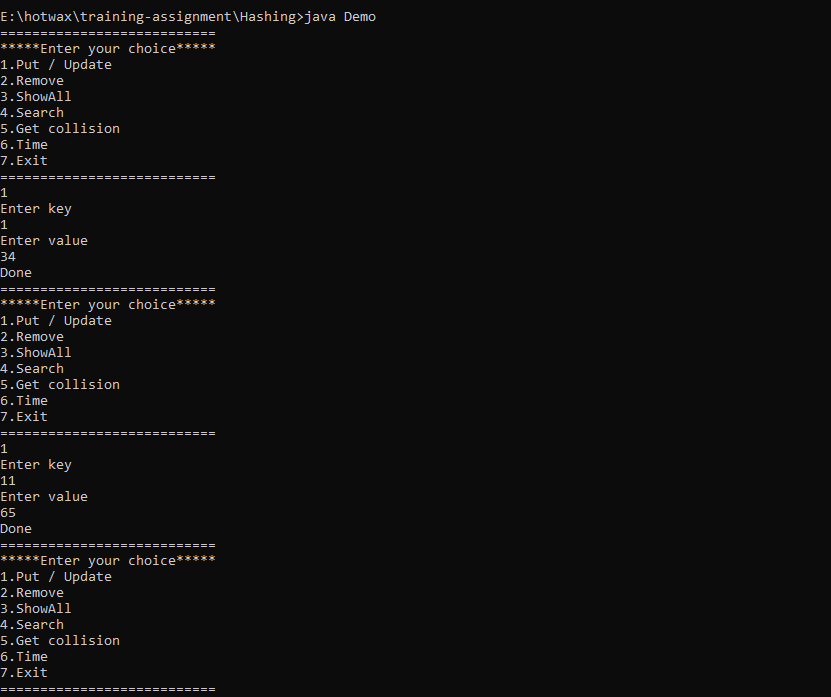 E:\hotwax\training-assignment\Hashing>java Demo
===========================
*****Enter your choice*****
1.Put / Update
2.Remove
3.ShowAll
4.Search
5.Get collision
6.Time
7.Exit
===========================
1
Enter key
1
Enter value
34
Done
===========================
*****Enter your choice*****
1.Put / Update
2.Remove
3.ShowAll
4.Search
5.Get collision
6.Time
7.Exit
===========================
1
Enter key
11
Enter value
65
Done
===========================
*****Enter your choice*****
1.Put / Update
2.Remove
3.ShowAll
4.Search
5.Get collision
6.Time
7.Exit
===========================